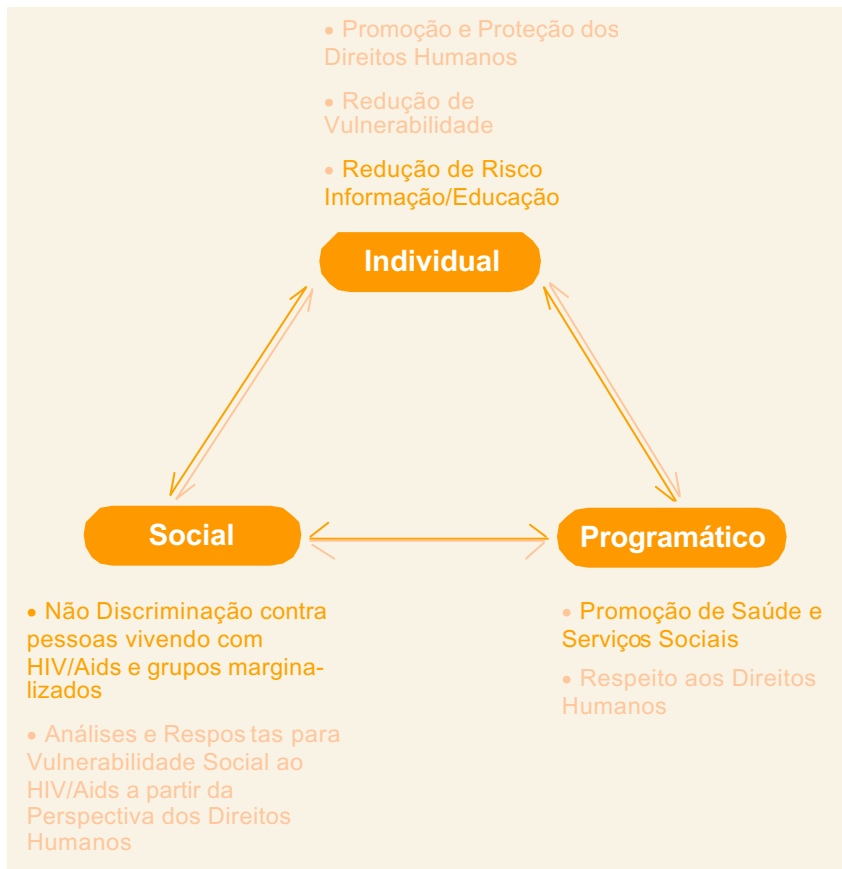 • Promoção e Proteção dos
Direitos Humanos
• Redução de
Vulnerabilidade
• Redução de Risco
Informação/Educação
Individual
Social
Programático
• Não Discriminação contra
pessoas vivendo com
HIV/Aids e grupos margina-
lizados
• Análises e Respos tas para
Vulnerabilidade Social ao
HIV/Aids a partir da
Perspectiva dos Direitos
Humanos
• Promoção de Saúde e
Serviços Sociais
• Respeito aos Direitos
Humanos